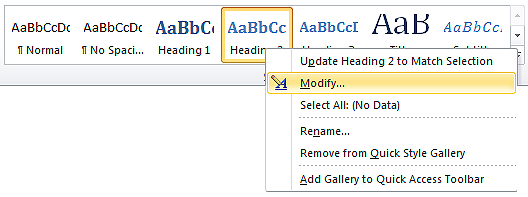 AaBbCcDc AaBbCcDc AaBbCc AaBbCc AaBbCcI AaB AaBbCc.
¶ Normal ¶ No Spaci... Heading 1
Update Heading 2 to Match Selection
Modify...
Select All: (No Data)
Rename...
Remove from Quick Style Gallery
Add Gallery to Quick Access Toolbar